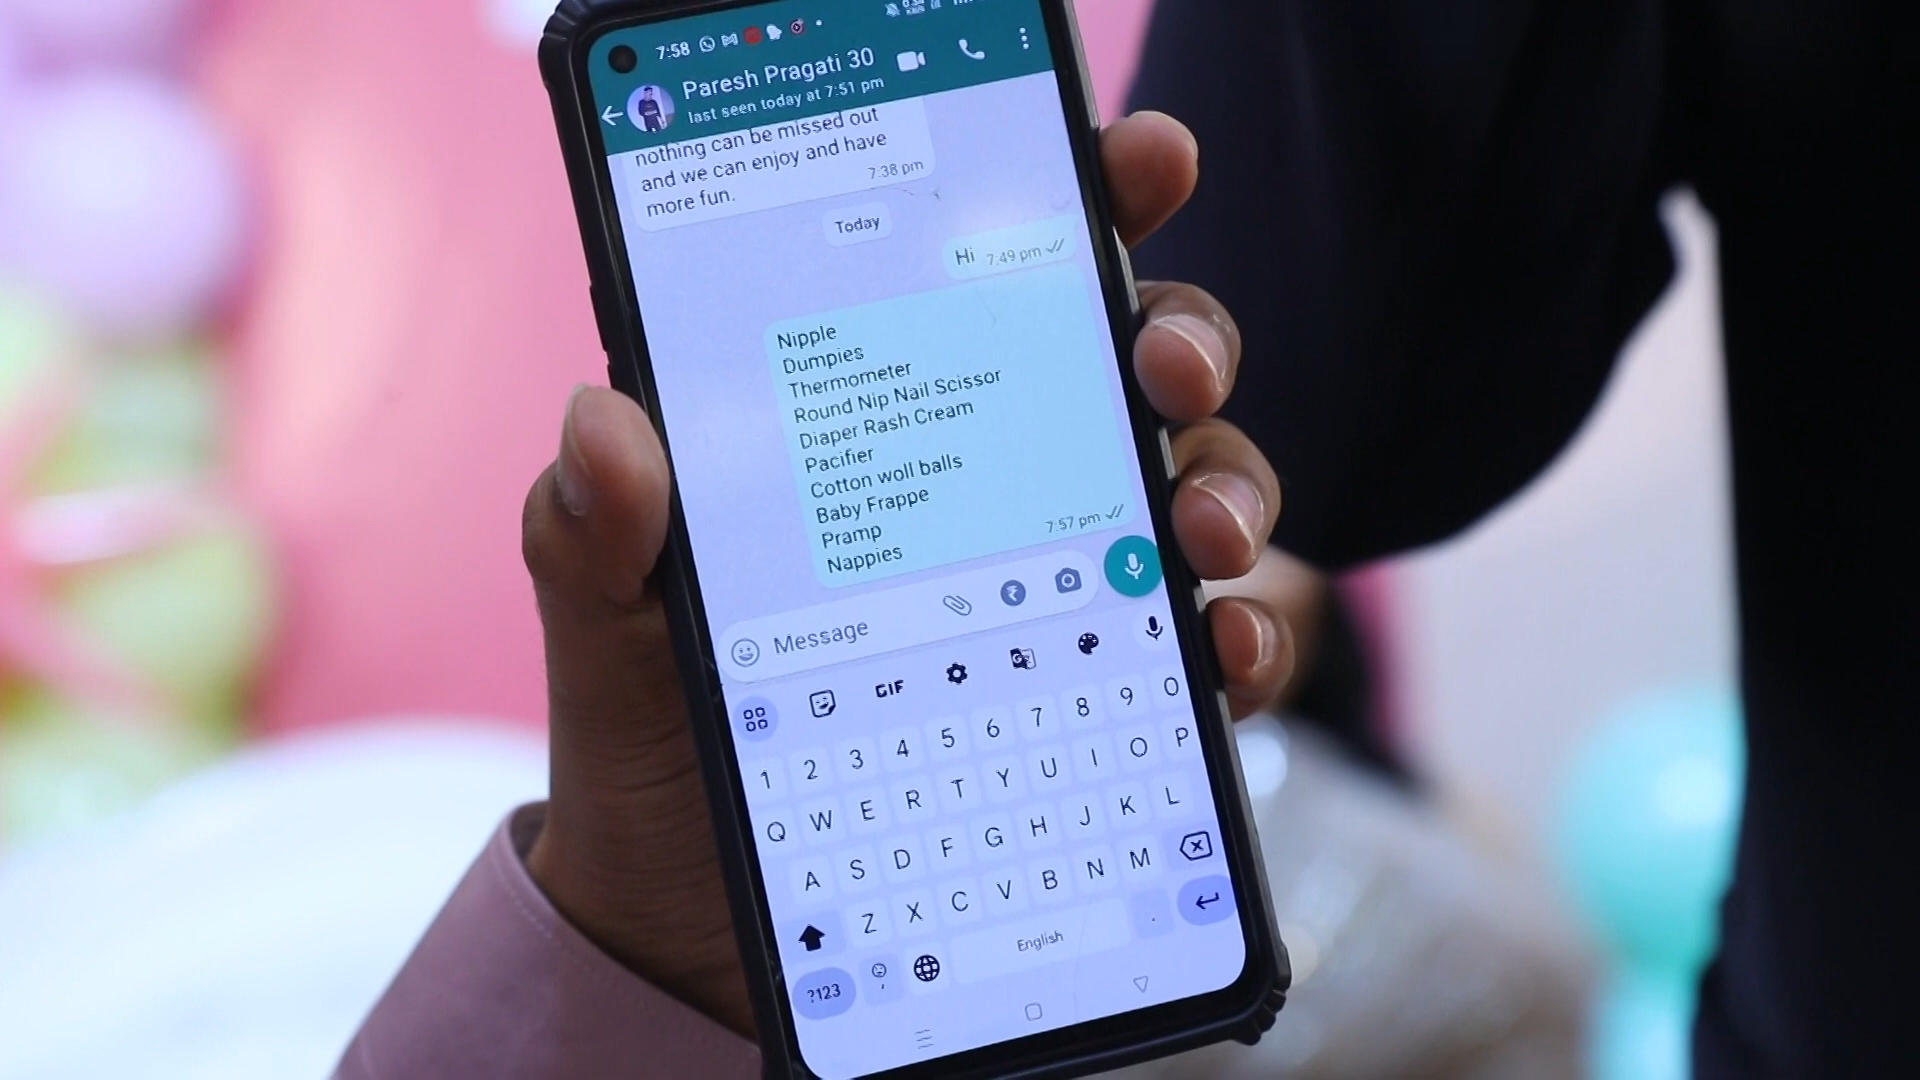 7:58
Paresh Pragati 30
last seen today at 7:51 pm
nothing can be missed out
and we can enjoy and have
more fun.
7:38 pm
Today
Hi 7:49 pm
Nipple
Dumpies
Thermometer
Round Nip Nail Scissor
Diaper Rash Cream
Pacifier
Cotton woll balls
Baby Frappe
Pramp
Nappies
7:57 pm
Message
GIF
1 2 3 4 5 6 7 8 9 0
Q W E R T Y U I O P
A S D F G H J K L
Z X C V B N M
?123 , English .